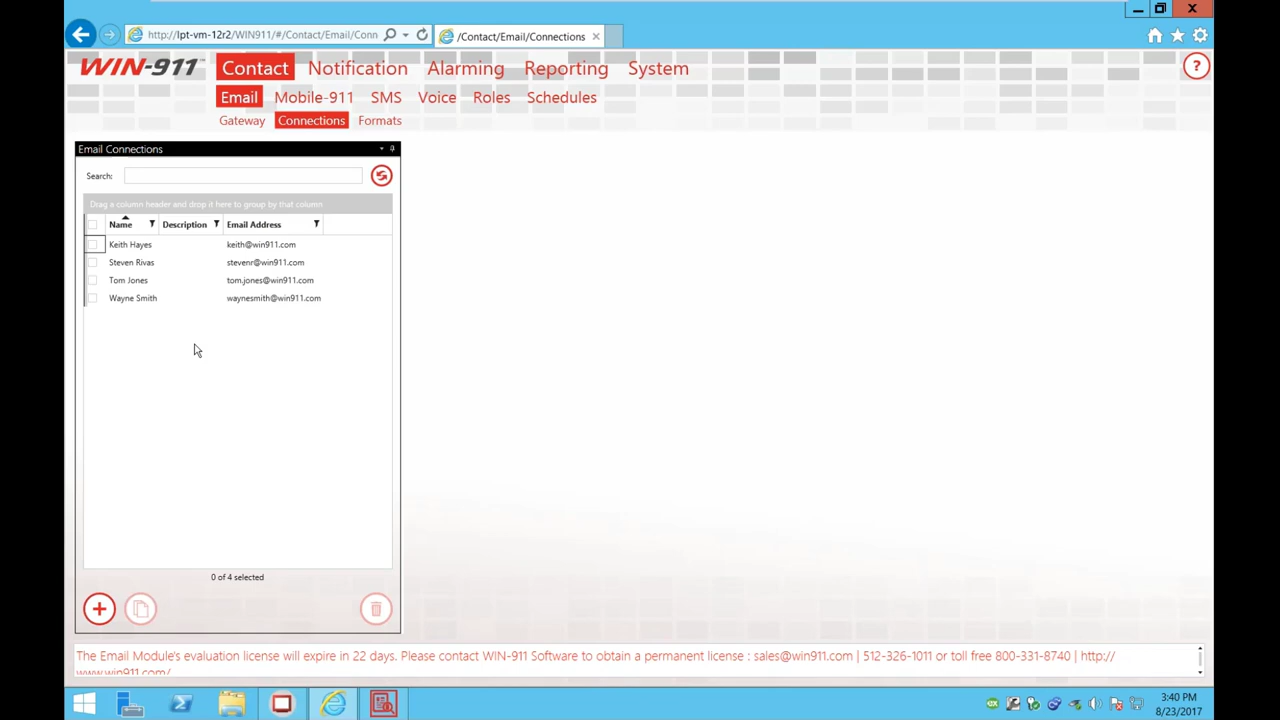 http://lpt-vm-12r2/WIN911/#/Contact/Email/Conn
/Contact/Email/Connections
WIN-911
Contact Notification Alarming Reporting System
?
Email Mobile-911 SMS Voice Roles Schedules
Gateway Connections Formats
Email Connections
Search:
Drag a column header and drop it here to group by that column
Name Description Email Address
Keith Hayes keith@win911.com
Steven Rivas stevenr@win911.com
Tom Jones tom.jones@win911.com
Wayne Smith waynesmith@win911.com
0 of 4 selected
The Email Module's evaluation license will expire in 22 days. Please contact WIN-911 Software to obtain a permanent license : sales@win911.com | 512-326-1011 or toll free 800-331-8740 | http://
www.win911.com/
3:40 PM
8/23/2017